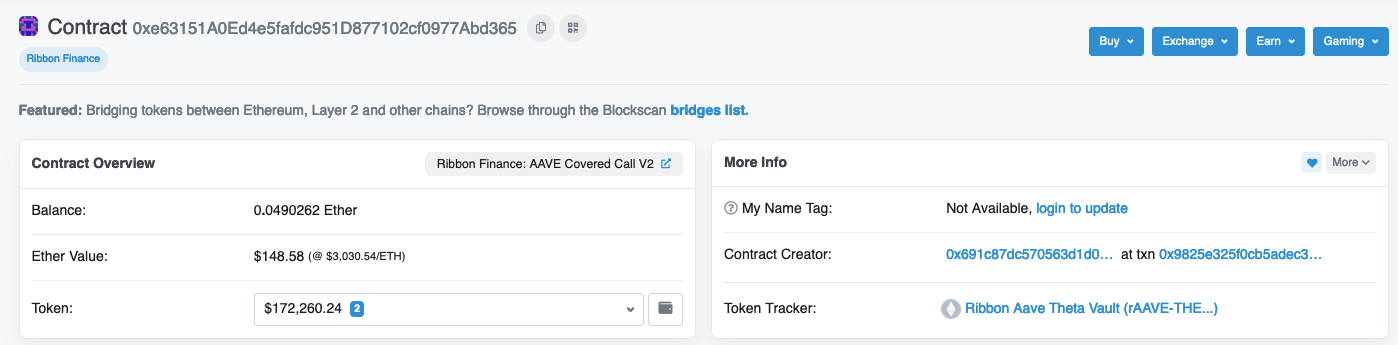 Contract 0xe63151A0Ed4e5fafdc951D877102cf0977Abd365
Buy Exchange Earn Gaming
Ribbon Finance
Featured: Bridging tokens between Ethereum, Layer 2 and other chains? Browse through the Blockscan bridges list.
Contract Overview
Ribbon Finance: AAVE Covered Call V2
Balance:
0.0490262 Ether
Ether Value:
$148.58 (@ $3,030.54/ETH)
Token:
$172,260.24 2
More Info
More
My Name Tag:
Not Available, login to update
Contract Creator:
0x691c87dc570563d1d0... at txn 0x9825e325f0cb5adec3...
Token Tracker:
Ribbon Aave Theta Vault (rAAVE-THE...)